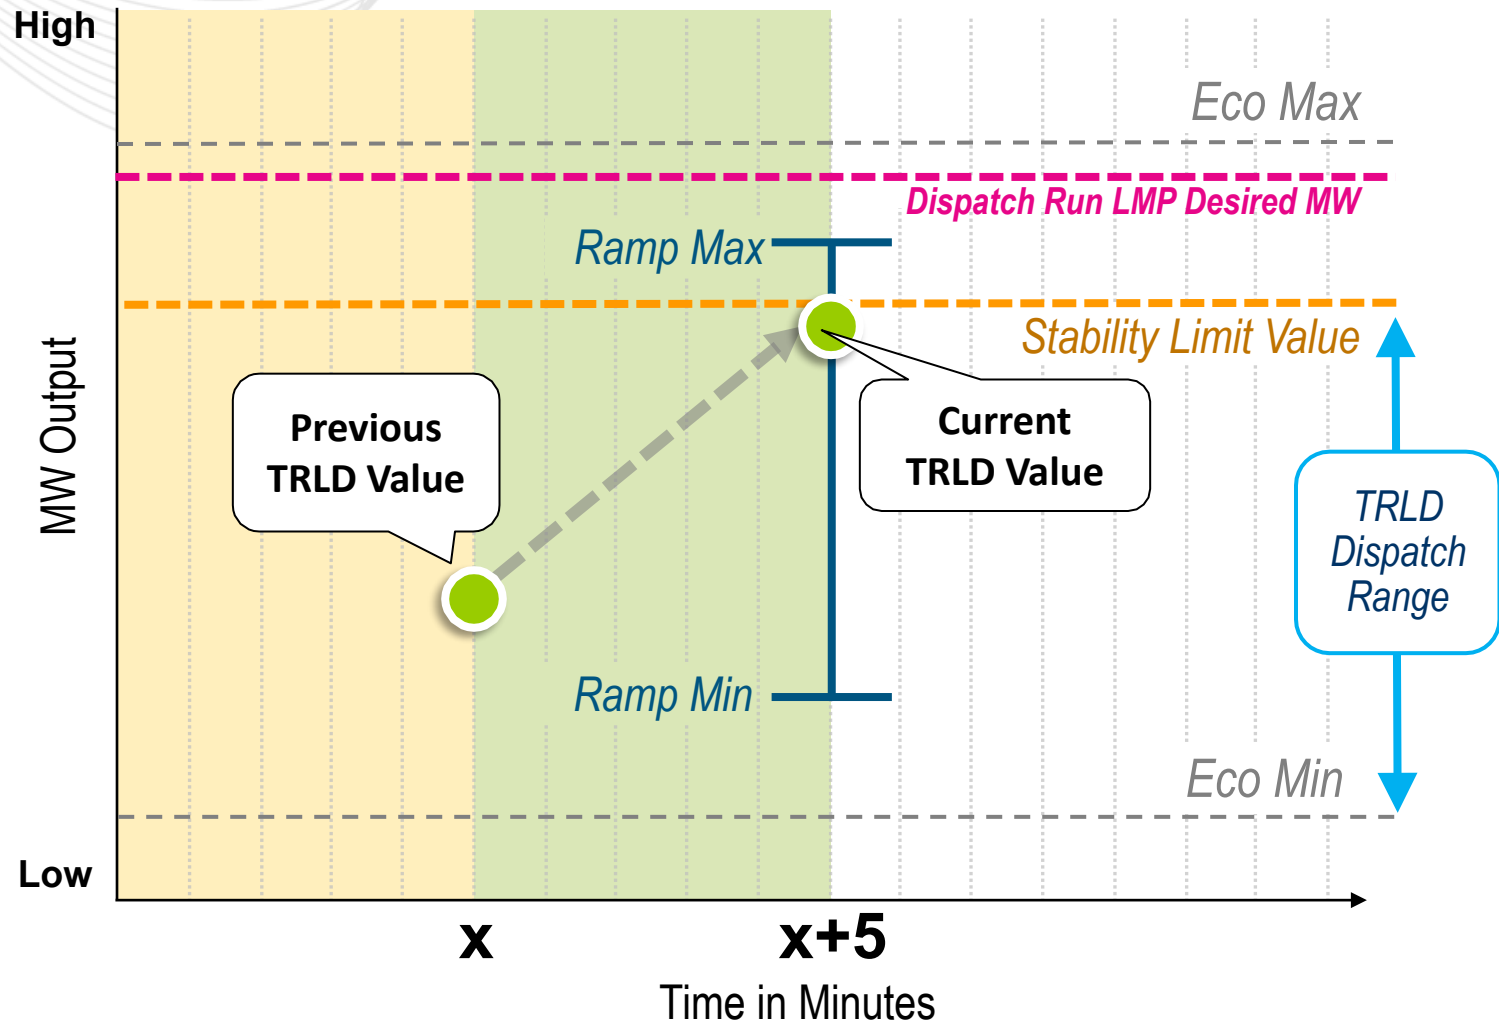 High
Eco Max
Dispatch Run LMP Desired MW
Ramp Max
Stability Limit Value
MW Output
Previous
TRLD Value
Current
TRLD Value
TRLD
Dispatch
Range
Ramp Min
Eco Min
Low
x
x+5
Time in Minutes